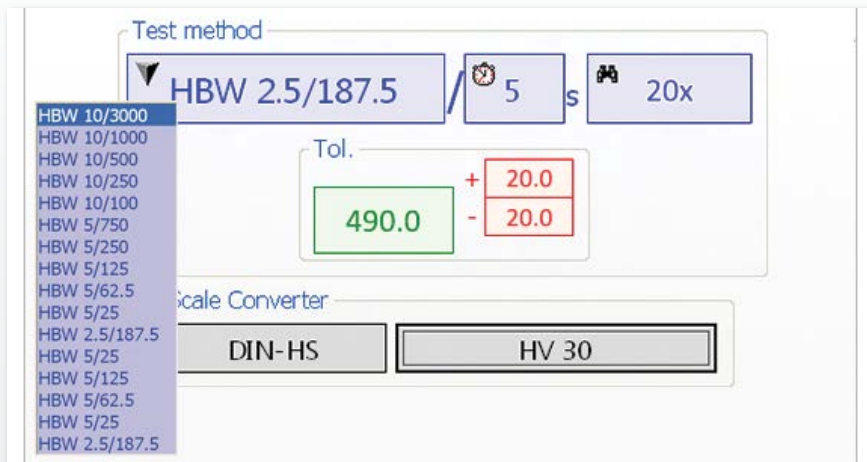 Test method
HBW 2.5/187.5 / 5 s 20x
HBW 10/3000
HBW 10/1000
HBW 10/500
HBW 10/250
HBW 10/100
HBW 5/750
HBW 5/250
HBW 5/125
HBW 5/62.5
HBW 5/25
HBW 2.5/187.5
HBW 5/25
HBW 5/125
HBW 5/62.5
HBW 5/25
HBW 2.5/187.5
Tol.
490.0
+ 20.0
- 20.0
Scale Converter
DIN-HS
HV 30